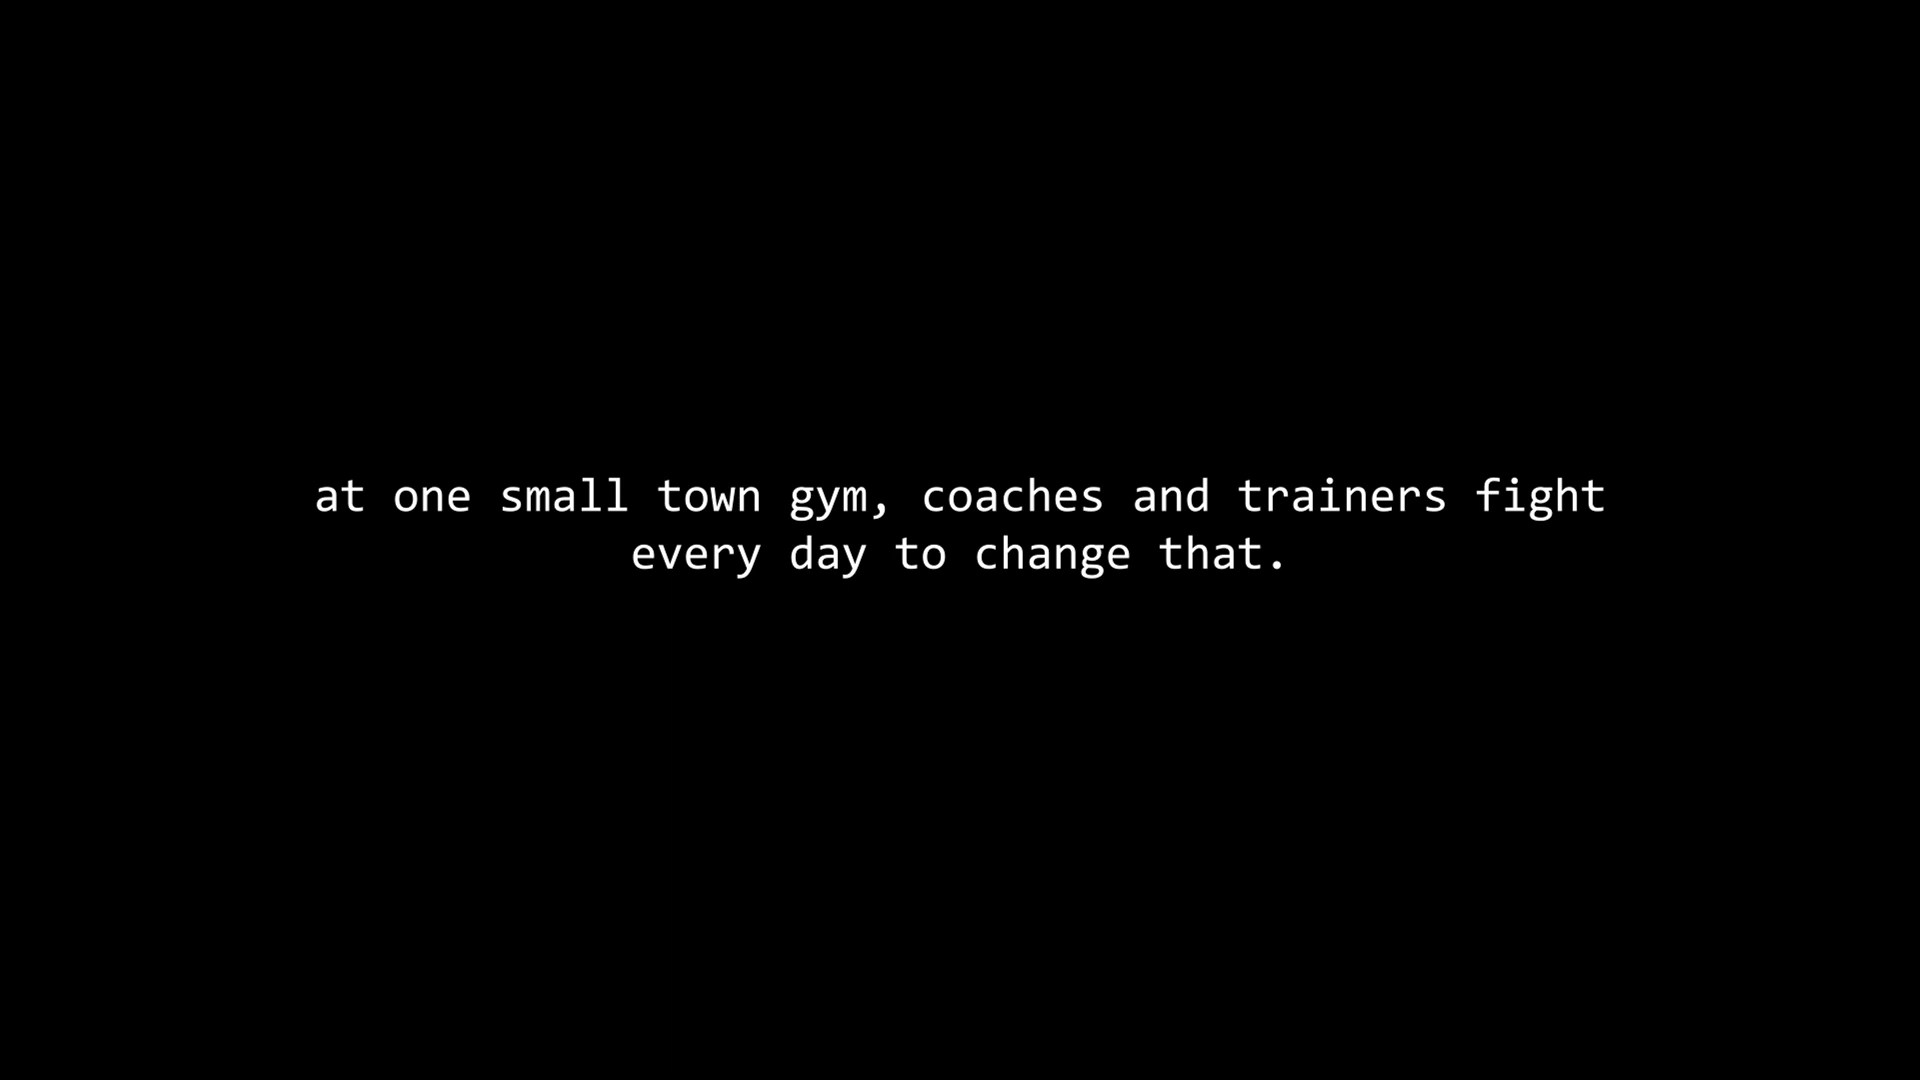 at one small town gym, coaches and trainers fight
every day to change that.